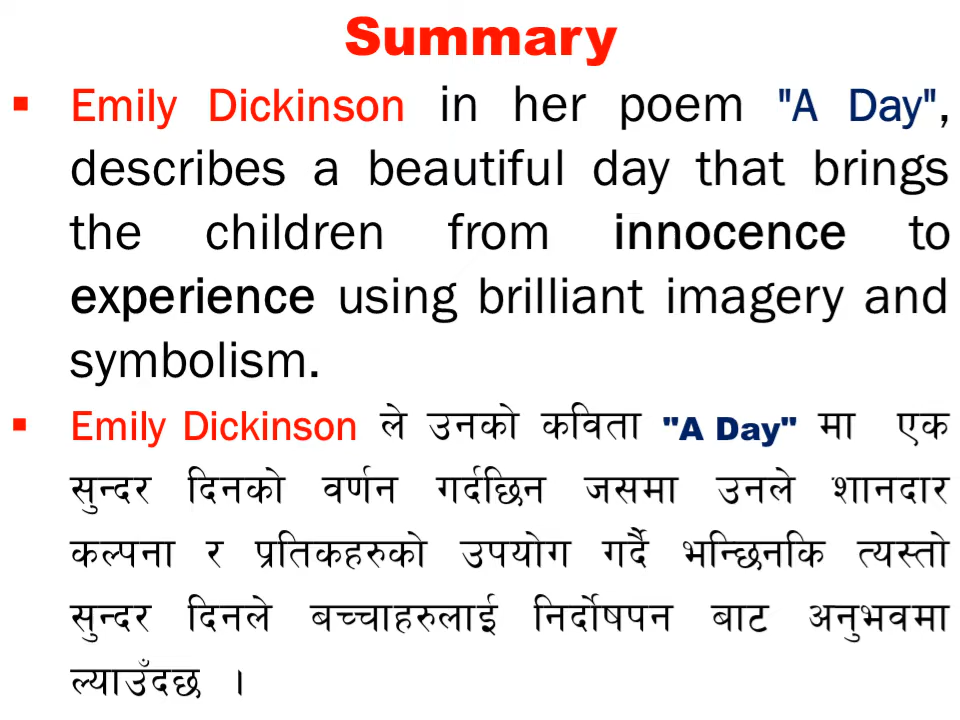 Summary
▪ Emily Dickinson in her poem "A Day",
describes a beautiful day that brings
the children from innocence to
experience using brilliant imagery and
symbolism.
▪ Emily Dickinson ले उनको कविता "A Day" मा एक
सुन्दर दिनको वर्णन गर्दछिन जसमा उनले शानदार
कल्पना र प्रतिकहरुको उपयोग गर्दै भन्छिनकि त्यस्तो
सुन्दर दिनले बच्चाहरुलाई निर्दोषपन बाट अनुभवमा
ल्याउँदछ ।